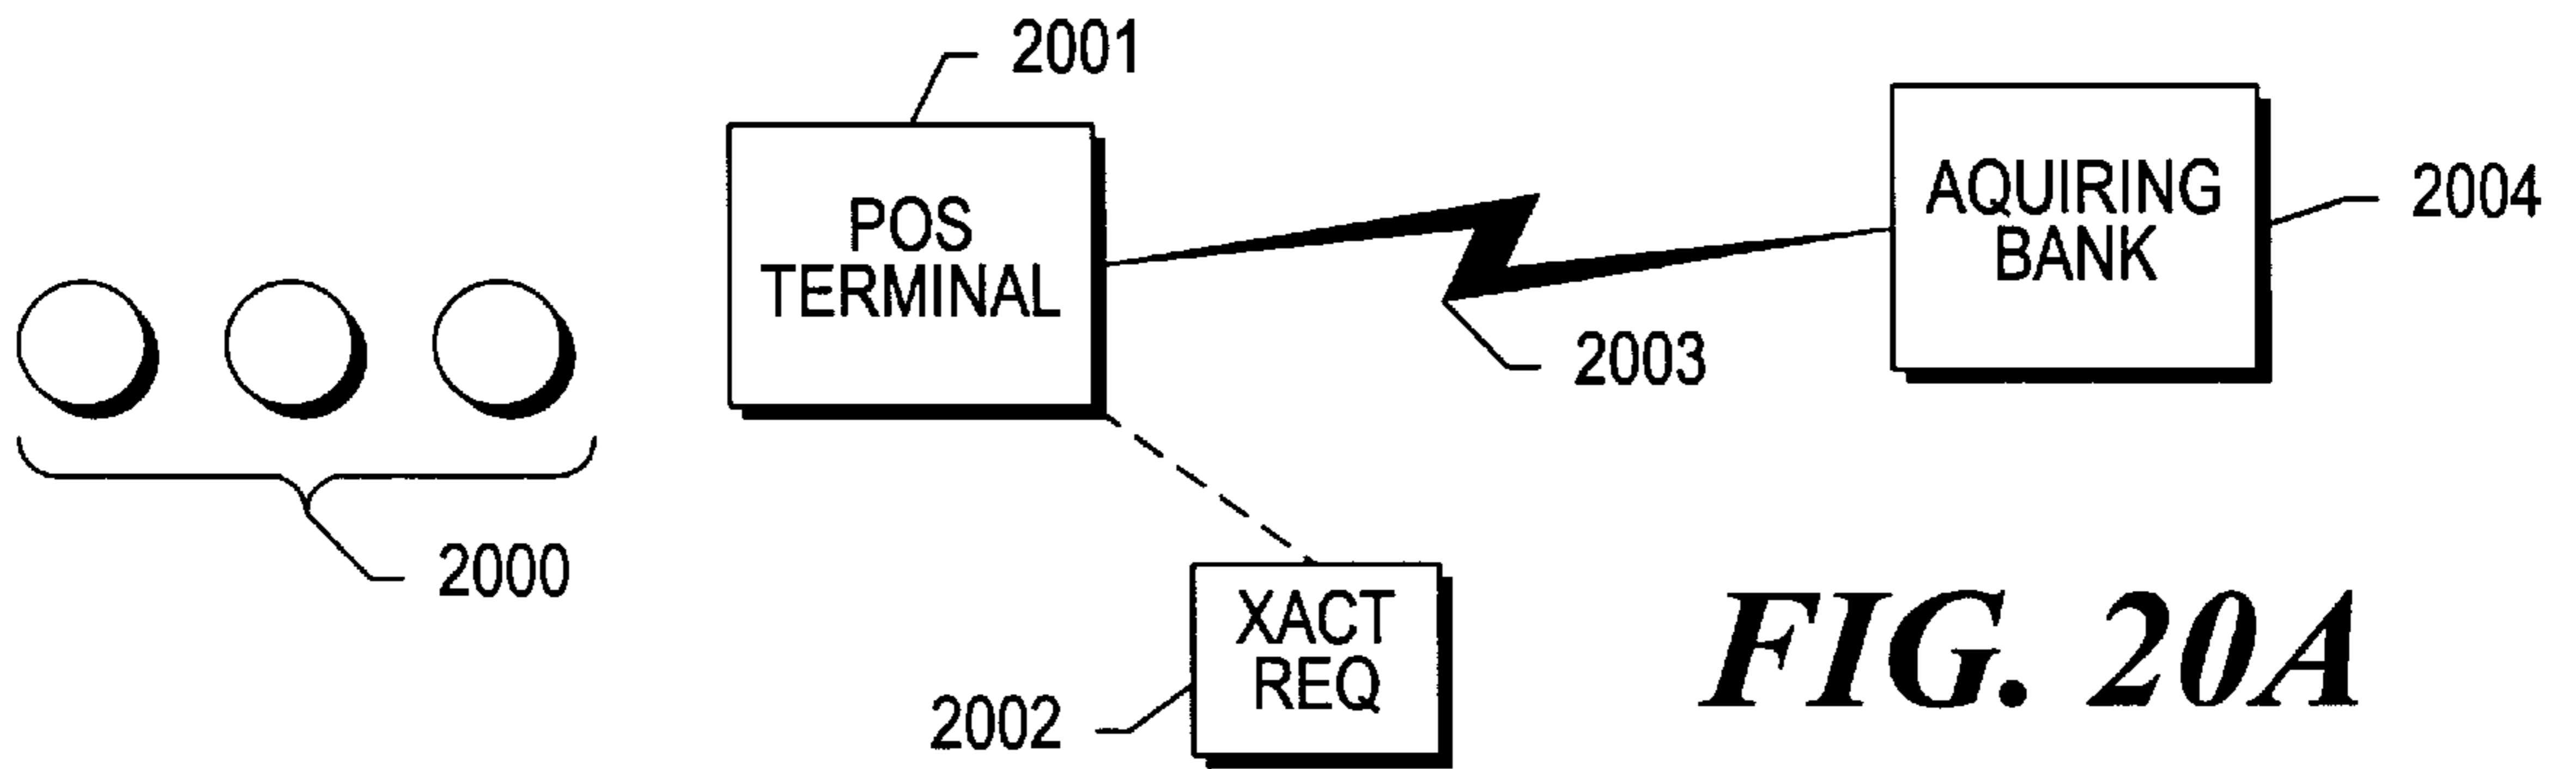 2001
POS
TERMINAL
AQUIRING
BANK
2004
2003
2000
XACT
REQ
2002
FIG. 20A